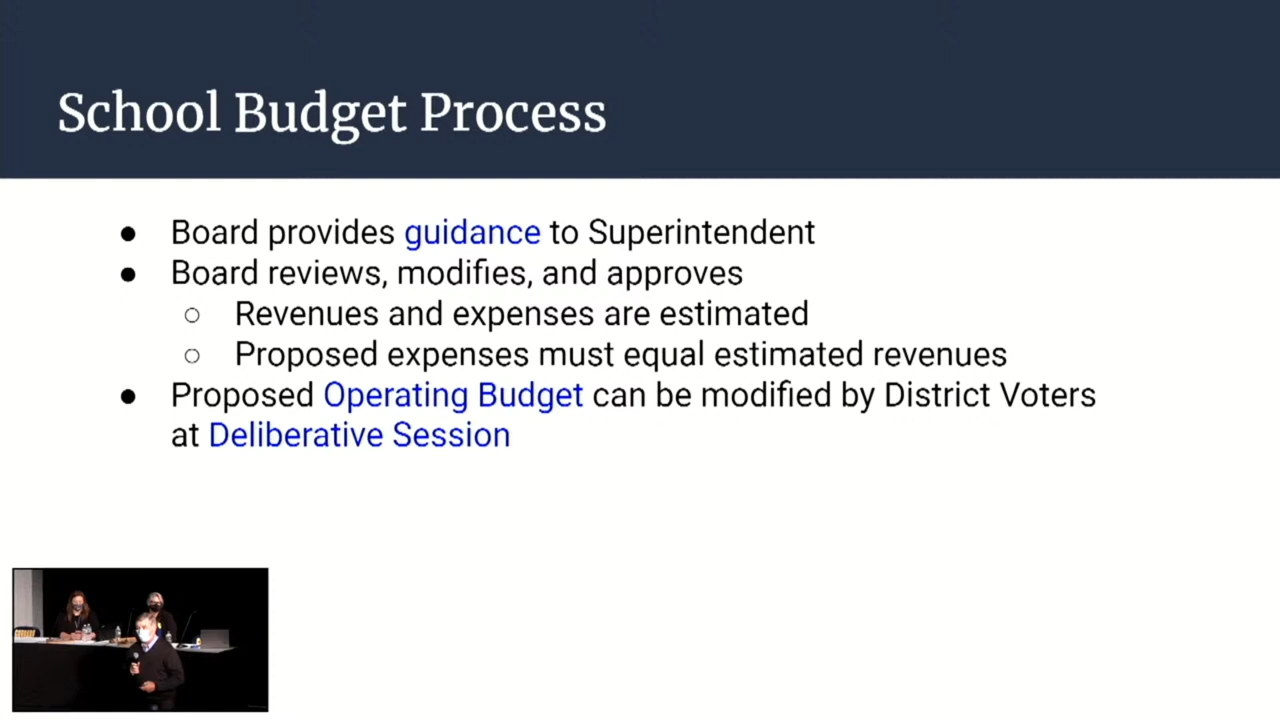 School Budget Process
● Board provides guidance to Superintendent
● Board reviews, modifies, and approves
○ Revenues and expenses are estimated
○ Proposed expenses must equal estimated revenues
● Proposed Operating Budget can be modified by District Voters
at Deliberative Session